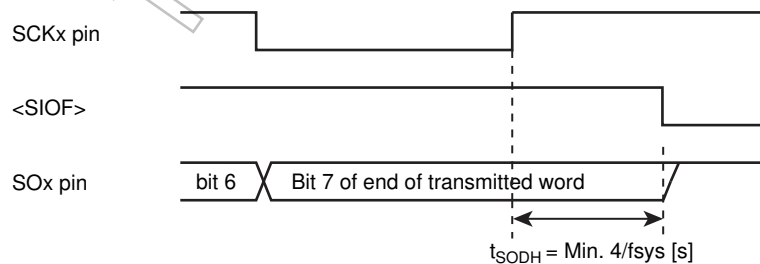 SCKx pin
<SIOF>
SOx pin
bit 6
Bit 7 of end of transmitted word
tSODH = Min. 4/fsys [s]